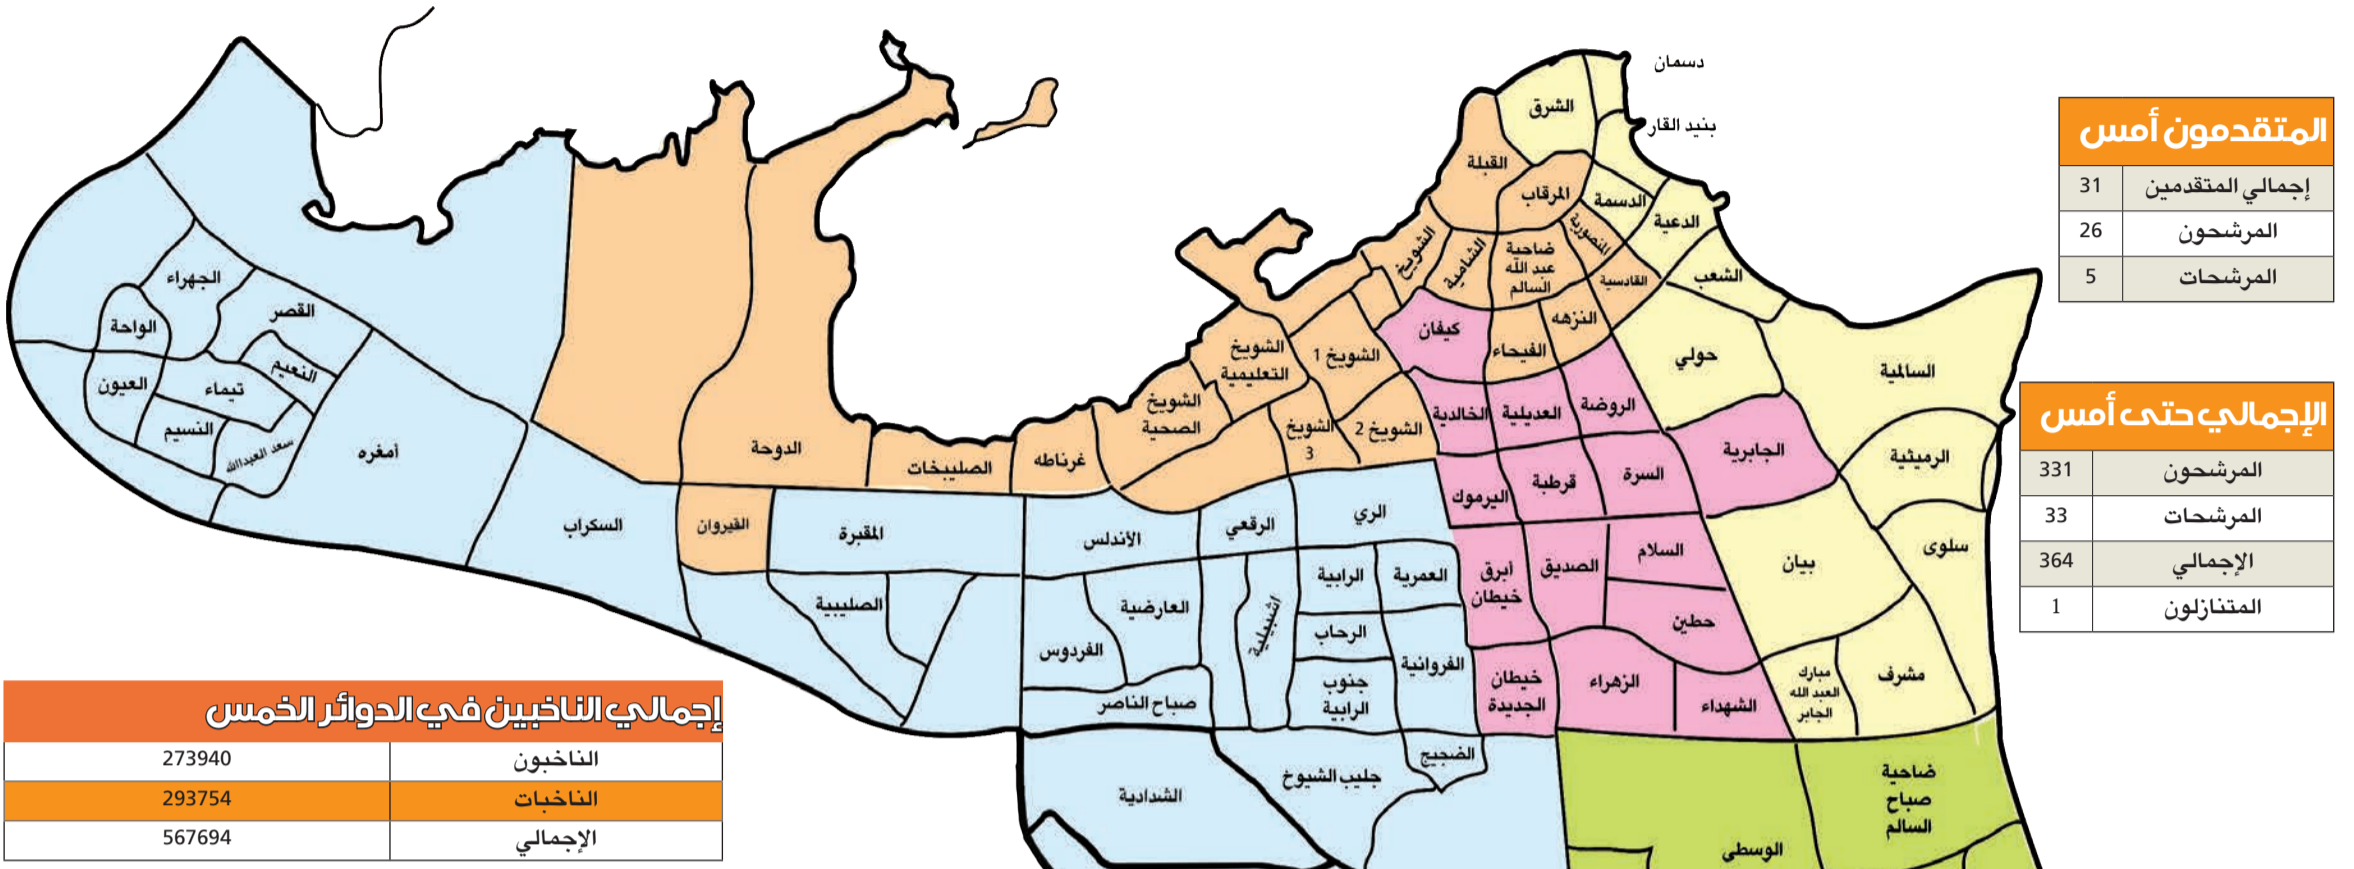 دسمان
بنيد القار
الشرق
القبلة
المرقاب
الدسمة
الدعية
المنصورية
الشويخ
الشامية
ضاحية
عبد الله
السالم
القادسية
الشعب
النزهه
كيفان
الفيحاء
حولي
السالمية
الشويخ
التعليمية
الشويخ 1
الشويخ
الصحية
الشويخ
3
الشويخ 2
الخالدية
العديلية
الروضة
الجابرية
الرميثية
غرناطه
الصليبخات
الدوحة
اليرموك
قرطبة
السرة
سلوى
بيان
الجهراء
القصر
الواحة
النعيم
تيماء
العيون
النسيم
سعد العبدالله
أمغره
السكراب
القيروان
المقبرة
الأندلس
الرقعي
الري
الصليبية
العارضية
الفردوس
صباح الناصر
اشبيلية
الرابية
العمرية
الرحاب
جنوب
الرابية
الفروانية
أبرق
خيطان
الصديق
السلام
حطين
خيطان
الجديدة
الزهراء
الشهداء
مبارك
العبد الله
الجابر
مشرف
الشدادية
جليب الشيوخ
الضجيج
الوسطى
ضاحية
صباح
السالم
المتقدمون أمس
إجمالي المتقدمين 31
المرشحون 26
المرشحات 5
الإجمالي حتى أمس
المرشحون 331
المرشحات 33
الإجمالي 364
المتنازلون 1
إجمالي الناخبين في الدوائر الخمس
الناخبون 273940
الناخبات 293754
الإجمالي 567694